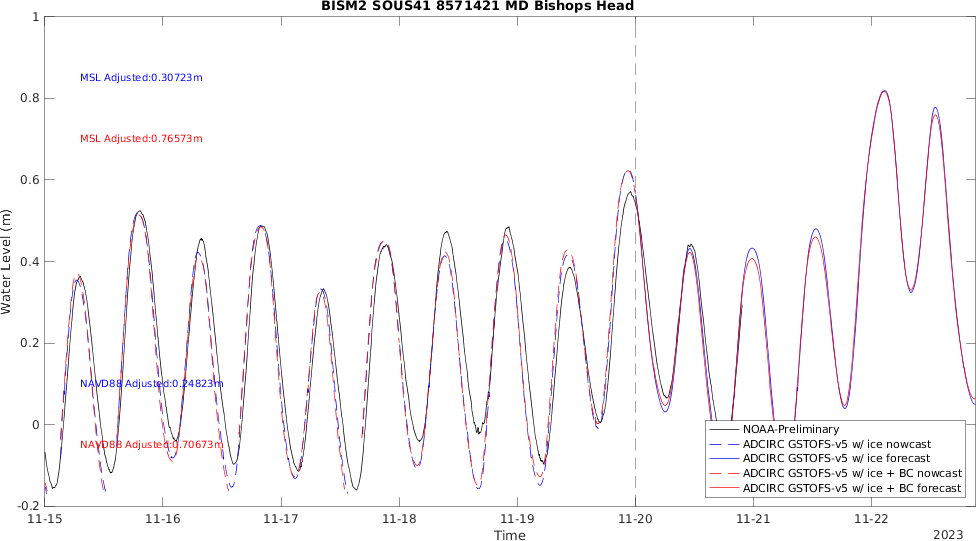 BISM2 SOUS41 8571421 MD Bishops Head
1
0.8
0.6
0.4
0.2
0
-0.2
Water Level (m)
MSL Adjusted:0.30723m
MSL Adjusted:0.76573m
NAVD88 Adjusted:0.24823m
NAVD88 Adjusted:0.70673m
NOAA-Preliminary
ADCIRC GSTOFS-v5 w/ ice nowcast
ADCIRC GSTOFS-v5 w/ ice forecast
ADCIRC GSTOFS-v5 w/ ice + BC nowcast
ADCIRC GSTOFS-v5 w/ ice + BC forecast
11-15 11-16 11-17 11-18 11-19 11-20 11-21 11-22
Time
2023